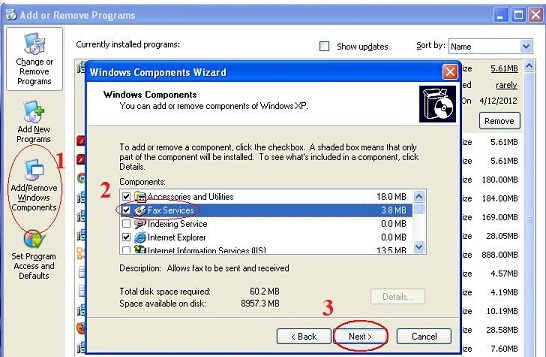 Add or Remove Programs
Change or
Remove
Programs
Add New
Programs
1
Add/Remove
Windows
Components
Set Program
Access and
Defaults
Currently installed programs:
Show updates
Sort by:
Name
Windows Components Wizard
Windows Components
You can add or remove components of Windows XP.
To add or remove a component, click the checkbox. A shaded box means that only
part of the component will be installed. To see what's included in a component, click
Details.
2
Components:
Accessories and Utilities 18.0 MB
Fax Services 3.8 MB
Indexing Service 0.0 MB
Internet Explorer 0.0 MB
Internet Information Services (IIS) 13.5 MB
Description: Allows fax to be sent and received
Total disk space required: 60.2 MB
Space available on disk: 8957.3 MB
Details...
3
< Back
Next >
Cancel
ize 5.61MB
ed rarely
On 4/12/2012
Remove
ize 5.61MB
ize 5.61MB
ize 180.00MB
ize 184.00MB
ize 169.00MB
ize 28.05MB
ize 888.00MB
ize 4.57MB
ize 4.19MB
ize 10.19MB
ize 28.58MB
ize 7.60MB